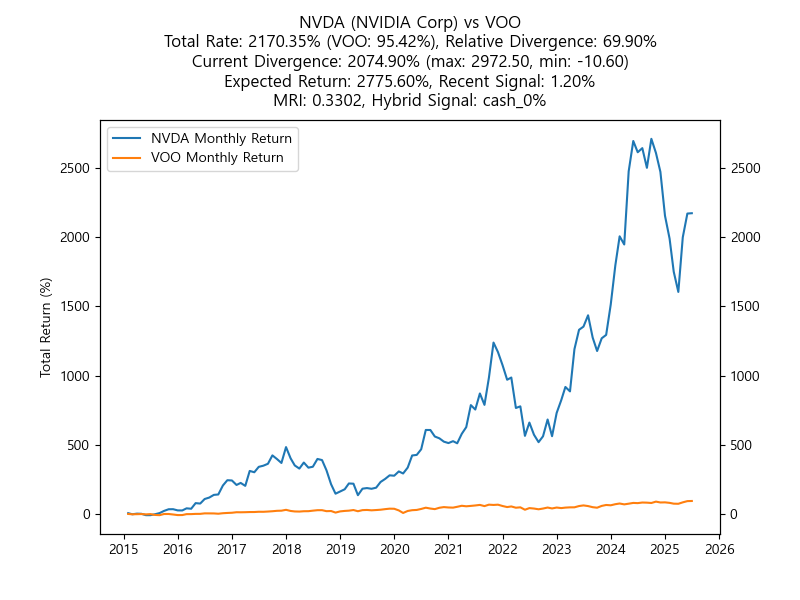 NVDA (NVIDIA Corp) vs VOO
Total Rate: 2170.35% (VOO: 95.42%), Relative Divergence: 69.90%
Current Divergence: 2074.90% (max: 2972.50, min: -10.60)
Expected Return: 2775.60%, Recent Signal: 1.20%
MRI: 0.3302, Hybrid Signal: cash_0%
NVDA Monthly Return
VOO Monthly Return
Total Return (%)
2500
2000
1500
1000
500
0
2500
2000
1500
1000
500
0
2015 2016 2017 2018 2019 2020 2021 2022 2023 2024 2025 2026